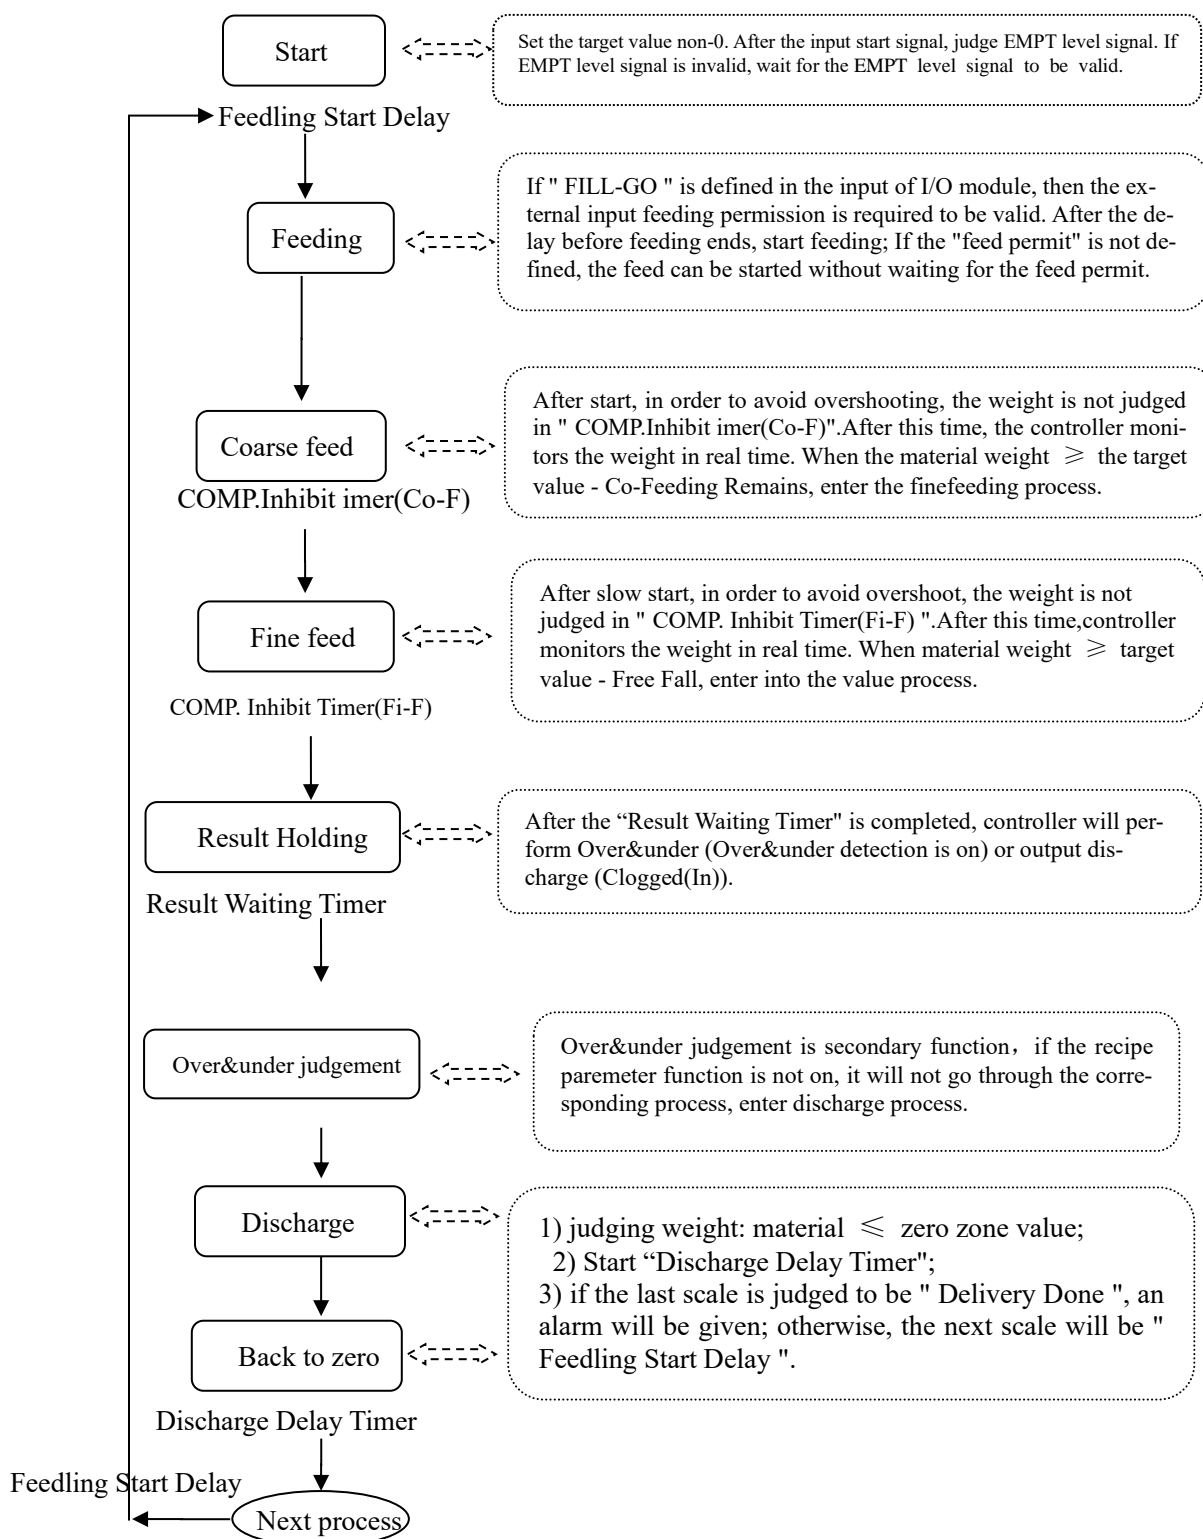 Start
Set the target value non-0. After the input start signal, judge EMPT level signal. If
EMPT level signal is invalid, wait for the EMPT level signal to be valid.
Feedling Start Delay
If " FILL-GO " is defined in the input of I/O module, then the ex-
ternal input feeding permission is required to be valid. After the de-
lay before feeding ends, start feeding; If the "feed permit" is not de-
fined, the feed can be started without waiting for the feed permit.
Feeding
After start, in order to avoid overshooting, the weight is not judged
in " COMP.Inhibit imer(Co-F)".After this time, the controller moni-
tors the weight in real time. When the material weight ≥ the target
value - Co-Feeding Remains, enter the finefeeding process.
Coarse feed
COMP.Inhibit imer(Co-F)
After slow start, in order to avoid overshoot, the weight is not
judged in " COMP. Inhibit Timer(Fi-F) ".After this time,controller
monitors the weight in real time. When material weight ≥ target
value - Free Fall, enter into the value process.
Fine feed
COMP. Inhibit Timer(Fi-F)
Result Holding
After the “Result Waiting Timer" is completed, controller will per-
form Over&under (Over&under detection is on) or output dis-
charge (Clogged(In)).
Result Waiting Timer
Over&under judgement
Over&under judgement is secondary function，if the recipe
paremeter function is not on, it will not go through the corre-
sponding process, enter discharge process.
Discharge
1) judging weight: material ≤ zero zone value;
2) Start “Discharge Delay Timer";
3) if the last scale is judged to be " Delivery Done ", an
alarm will be given; otherwise, the next scale will be "
Feedling Start Delay ".
Back to zero
Discharge Delay Timer
Feedling Start Delay
Next process